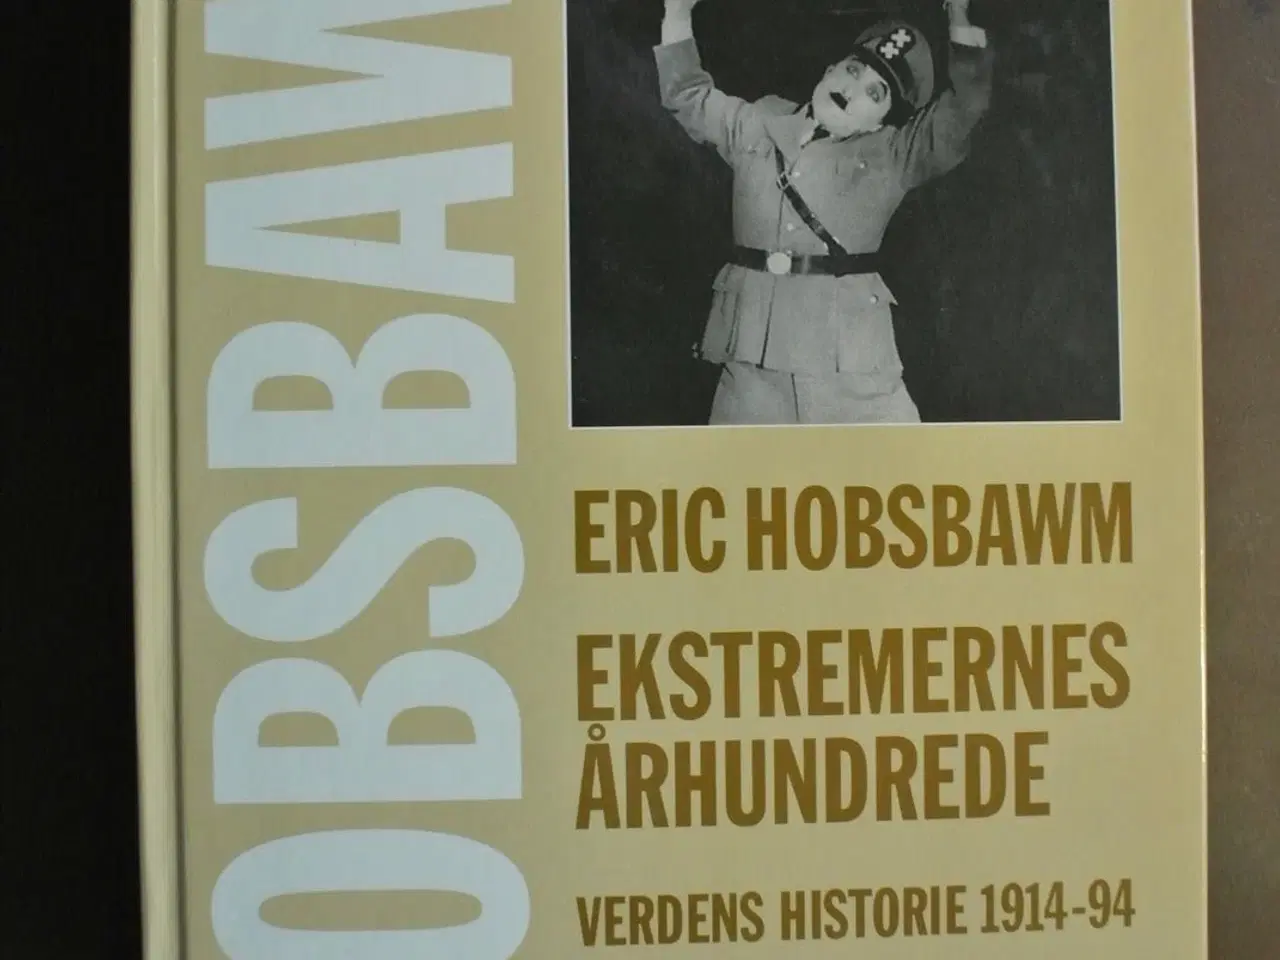 OBSBAW
ERIC HOBSBAWM
EKSTREMERNES
ÅRHUNDREDE
VERDENS HISTORIE 1914-94